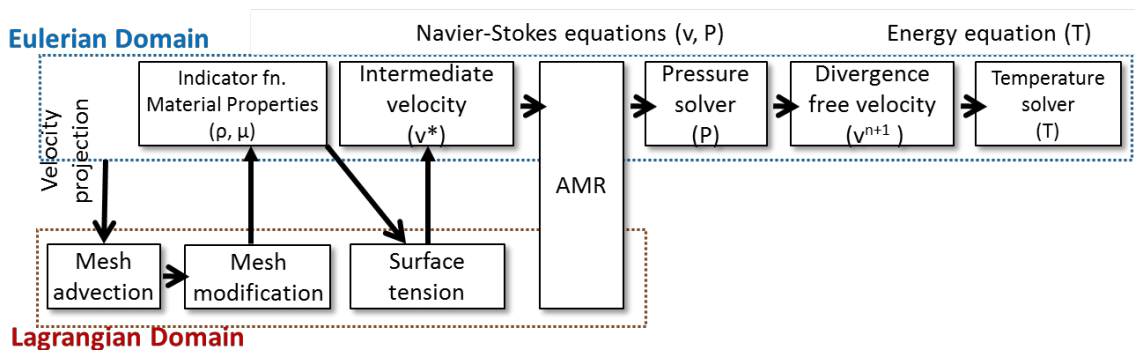 Navier-Stokes equations (v, P)
Energy equation (T)
Eulerian Domain
Velocity
projection
Indicator fn.
Material Properties
(ρ, μ)
Intermediate
velocity
(v*)
AMR
Pressure
solver
(P)
Divergence
free velocity
(vⁿ⁺¹ )
Temperature
solver
(T)
Mesh
advection
Mesh
modification
Surface
tension
Lagrangian Domain